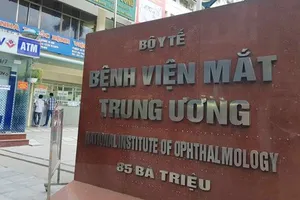 ATM
BỘ Y TẾ
BỆNH VIỆN MẮT
TRUNG ƯƠNG
NATIONAL INSTITUTE OF OPHTHALMOLOGY
85 BÀ TRIỆU